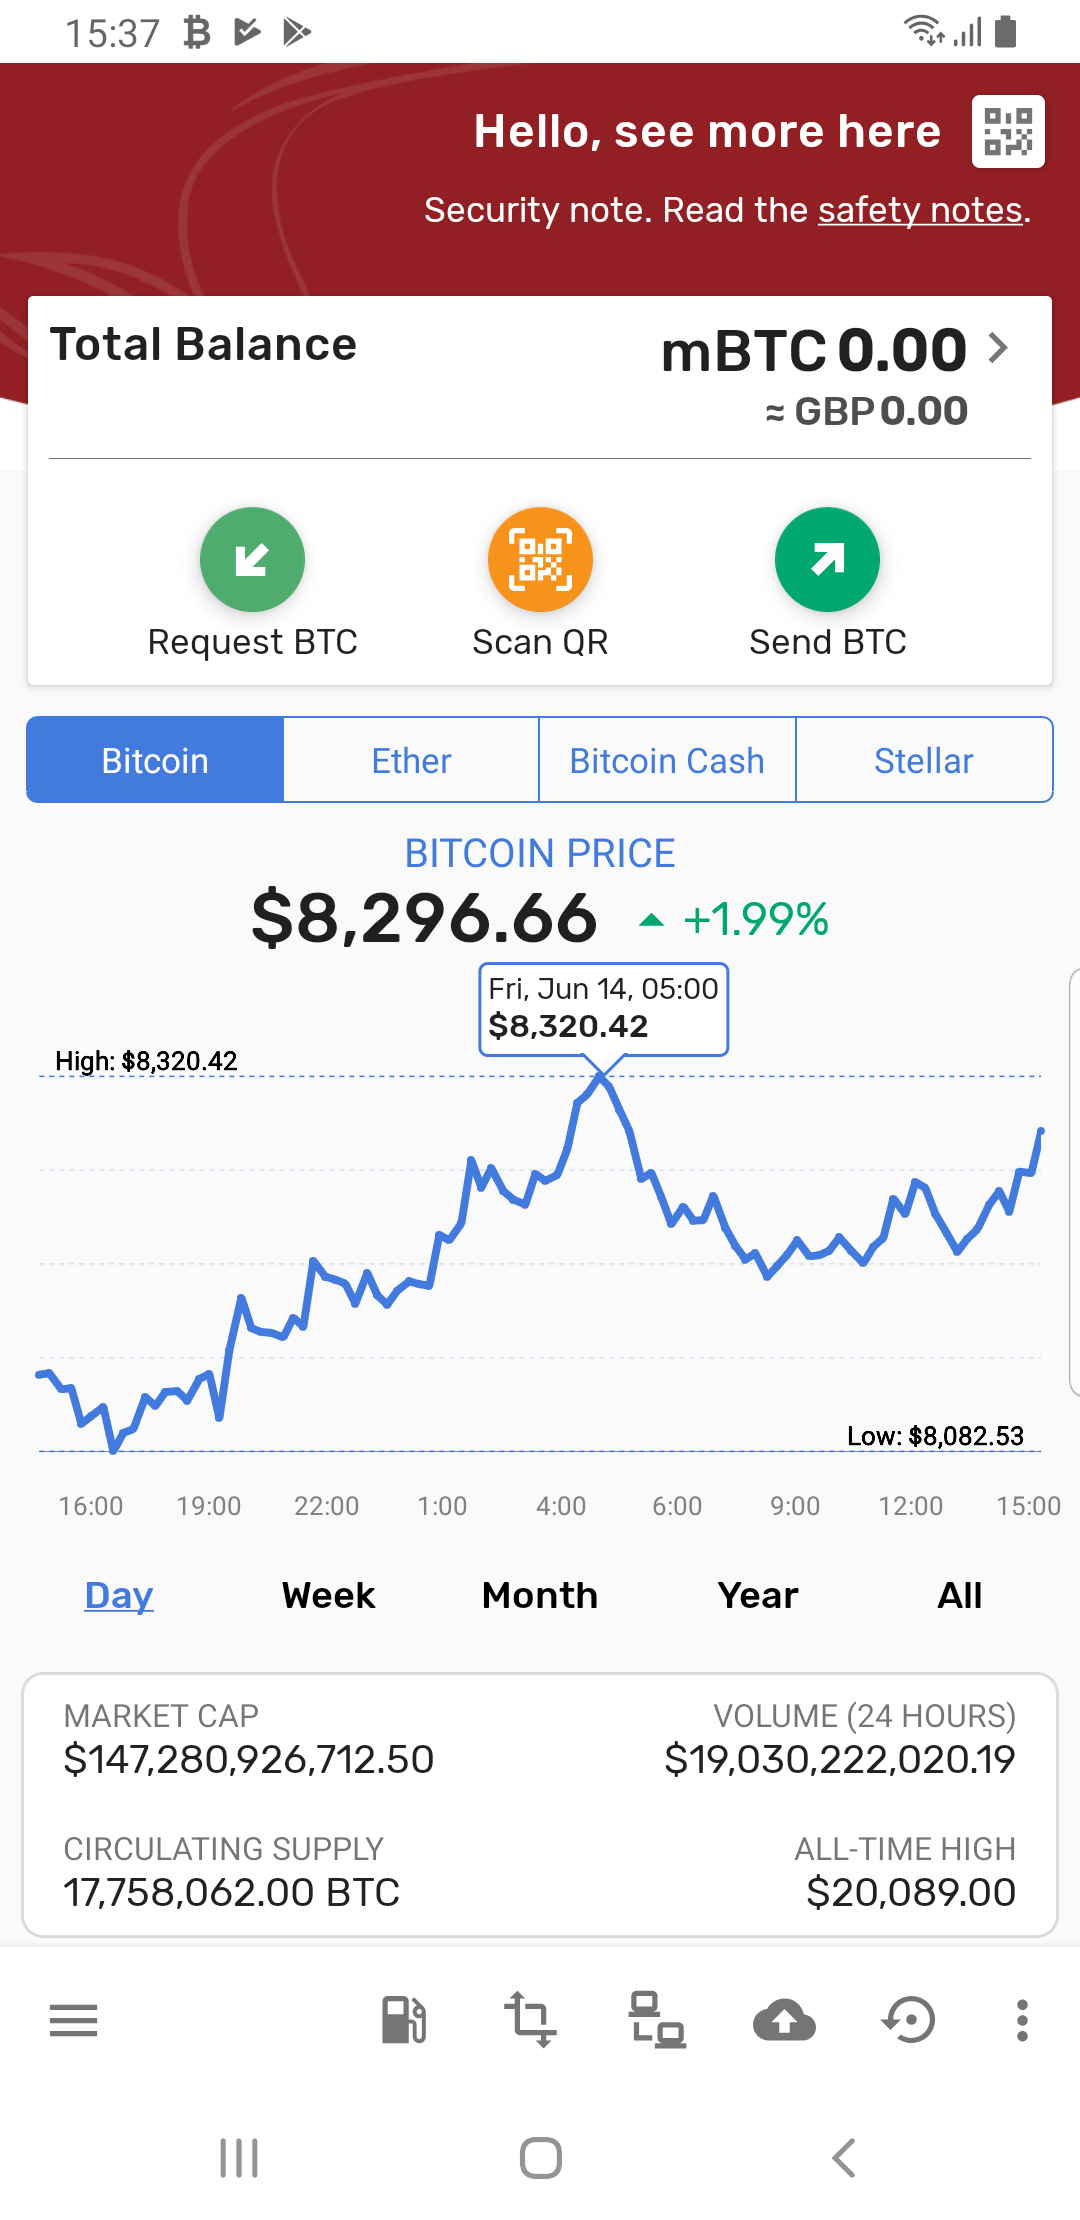 15:37
Hello, see more here
Security note. Read the safety notes.
Total Balance
mBTC 0.00
≈ GBP 0.00
Request BTC
Scan QR
Send BTC
Bitcoin
Ether
Bitcoin Cash
Stellar
BITCOIN PRICE
$8,296.66
+1.99%
Fri, Jun 14, 05:00
$8,320.42
High: $8,320.42
Low: $8,082.53
16:00 19:00 22:00 1:00 4:00 6:00 9:00 12:00 15:00
Day Week Month Year All
MARKET CAP
$147,280,926,712.50
VOLUME (24 HOURS)
$19,030,222,020.19
CIRCULATING SUPPLY
17,758,062.00 BTC
ALL-TIME HIGH
$20,089.00